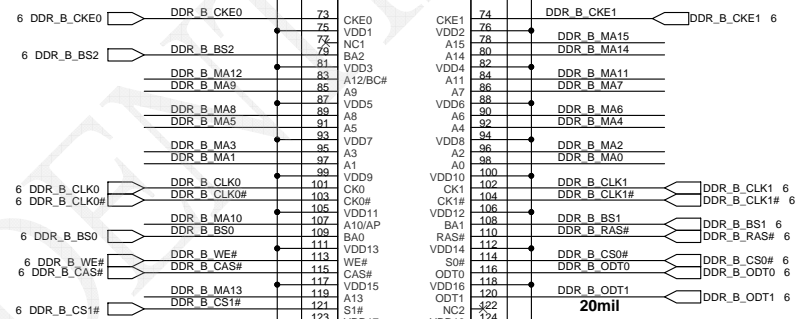 6 DDR_B_CKE0 DDR_B_CKE0 73 CKE0 CKE1 74 DDR_B_CKE1 DDR_B_CKE1 6
75 VDD1 VDD2 76
77 NC1 A15 78 DDR_B_MA15
6 DDR_B_BS2 DDR_B_BS2 79 BA2 A14 80 DDR_B_MA14
81 VDD3 VDD4 82
DDR_B_MA12 83 A12/BC# A11 84 DDR_B_MA11
DDR_B_MA9 85 A9 A7 86 DDR_B_MA7
87 VDD5 VDD6 88
DDR_B_MA8 89 A8 A6 90 DDR_B_MA6
DDR_B_MA5 91 A5 A4 92 DDR_B_MA4
93 VDD7 VDD8 94
DDR_B_MA3 95 A3 A2 96 DDR_B_MA2
DDR_B_MA1 97 A1 A0 98 DDR_B_MA0
99 VDD9 VDD10 100
6 DDR_B_CLK0 DDR_B_CLK0 101 CK0 CK1 102 DDR_B_CLK1 DDR_B_CLK1 6
6 DDR_B_CLK0# DDR_B_CLK0# 103 CK0# CK1# 104 DDR_B_CLK1# DDR_B_CLK1# 6
105 VDD11 VDD12 106
DDR_B_MA10 107 A10/AP BA1 108 DDR_B_BS1 DDR_B_BS1 6
6 DDR_B_BS0 DDR_B_BS0 109 BA0 RAS# 110 DDR_B_RAS# DDR_B_RAS# 6
111 VDD13 VDD14 112
6 DDR_B_WE# DDR_B_WE# 113 WE# S0# 114 DDR_B_CS0# DDR_B_CS0# 6
6 DDR_B_CAS# DDR_B_CAS# 115 CAS# ODT0 116 DDR_B_ODT0 DDR_B_ODT0 6
117 VDD15 VDD16 118
DDR_B_MA13 119 A13 ODT1 120 DDR_B_ODT1 DDR_B_ODT1 6
6 DDR_B_CS1# DDR_B_CS1# 121 S1# NC2 122 20mil
123 124